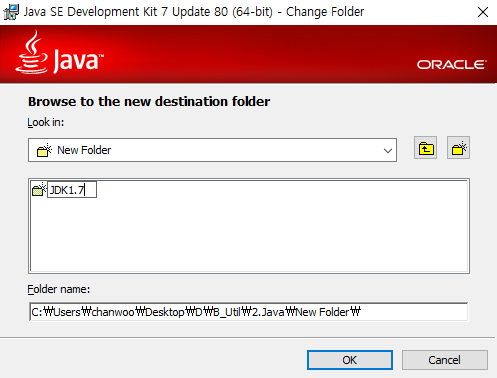 Java SE Development Kit 7 Update 80 (64-bit) - Change Folder
Java™
ORACLE
Browse to the new destination folder
Look in:
New Folder
JDK1.7
Folder name:
C:₩Users₩chanwoo₩Desktop₩D₩B_Util₩2.Java₩New Folder₩
OK
Cancel